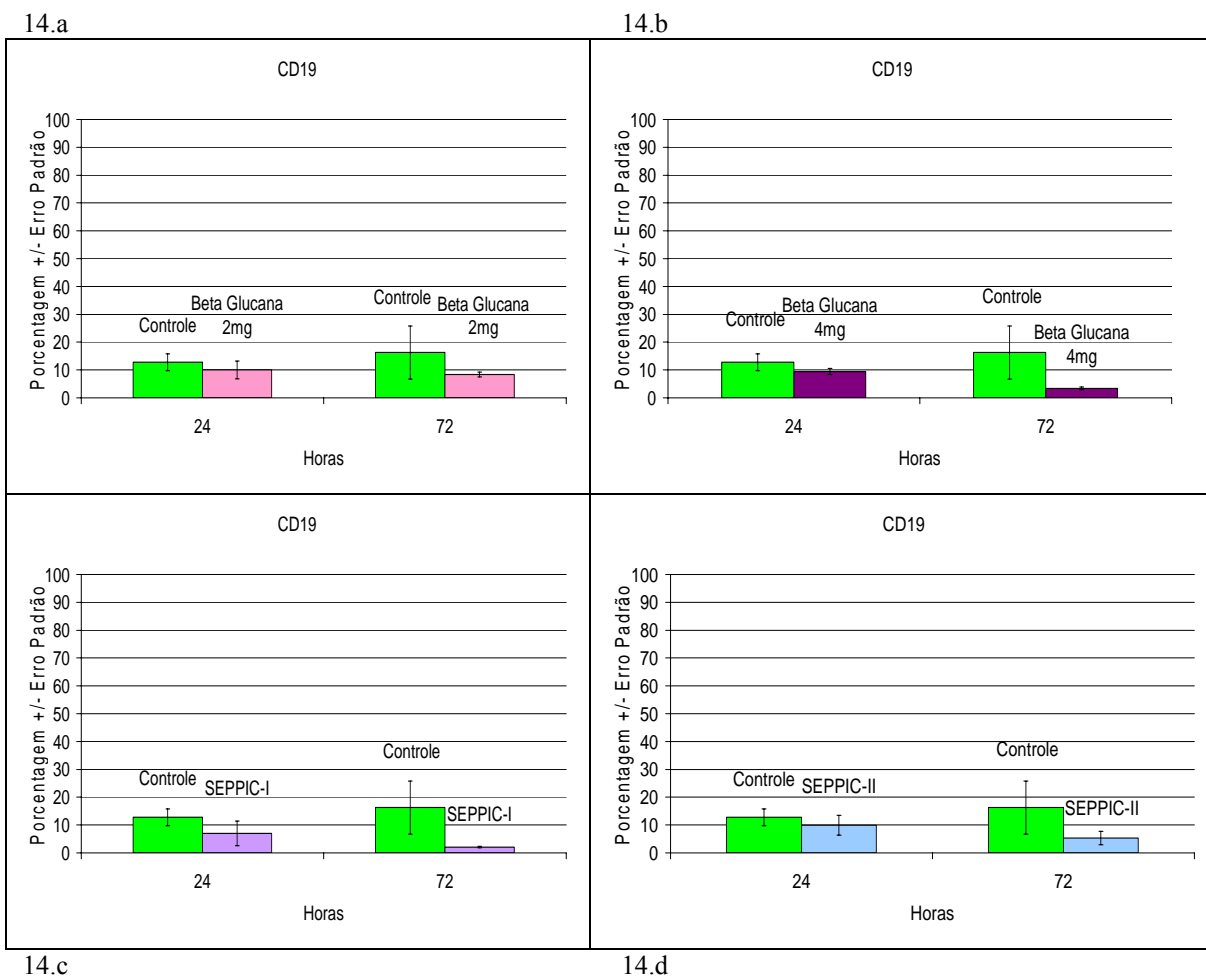 14.a
14.b
CD19
Porcentagem +/- Erro Padrão
100
90
80
70
60
50
40
30
20
10
0
Controle
Beta Glucana
2mg
Controle
Beta Glucana
2mg
24
72
Horas
CD19
Porcentagem +/- Erro Padrão
100
90
80
70
60
50
40
30
20
10
0
Controle
Beta Glucana
4mg
Controle
Beta Glucana
4mg
24
72
Horas
CD19
Porcentagem +/- Erro Padrão
100
90
80
70
60
50
40
30
20
10
0
Controle
SEPPIC-I
Controle
SEPPIC-I
24
72
Horas
CD19
Porcentagem +/- Erro Padrão
100
90
80
70
60
50
40
30
20
10
0
Controle
SEPPIC-II
Controle
SEPPIC-II
24
72
Horas
14.c
14.d